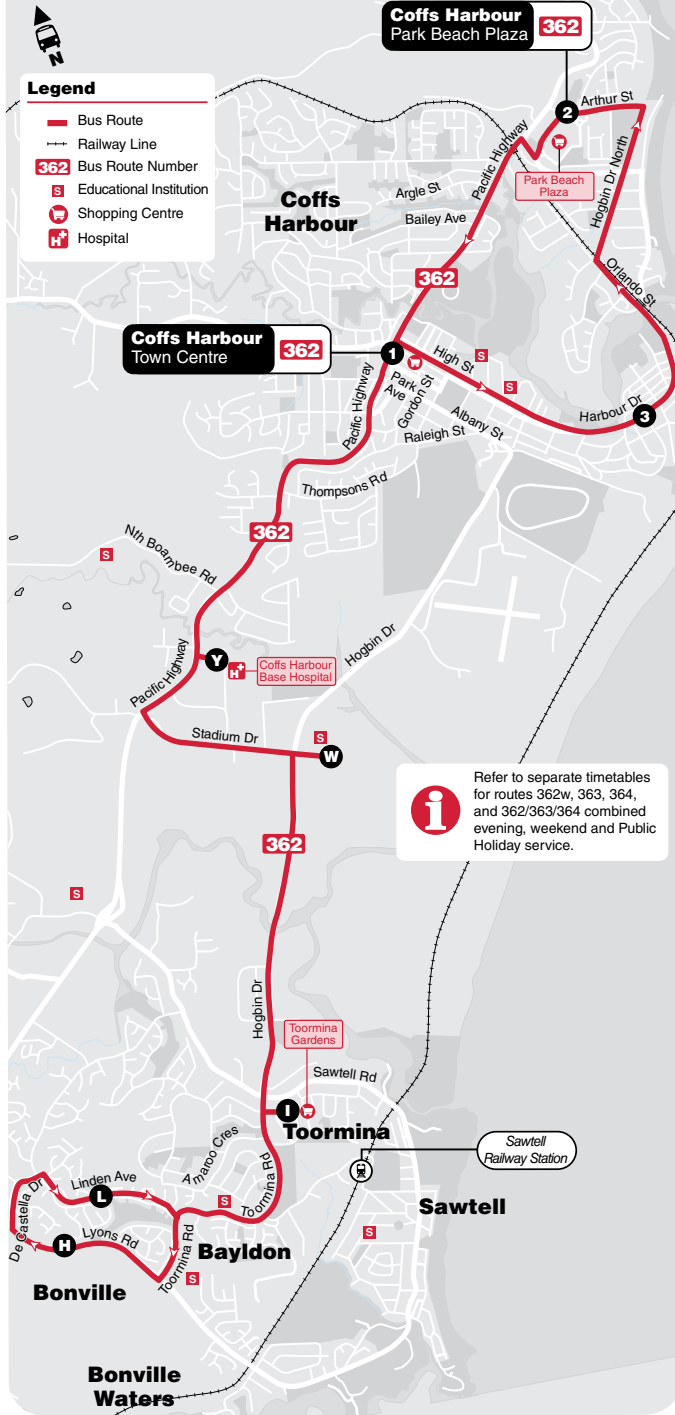 Coffs Harbour
Park Beach Plaza
362
N
Legend
Bus Route
Railway Line
362 Bus Route Number
S Educational Institution
Shopping Centre
H Hospital
2
Arthur St
Pacific Highway
Park Beach
Plaza
Hogbin Dr North
Argyle St
Bailey Ave
Coffs
Harbour
362
Orlando St
Coffs Harbour
Town Centre
362
1
High St
S
S
Park
Ave
Gordon St
Pacific Highway
Albany St
Raleigh St
Harbour Dr
3
Thompsons Rd
362
Nth Boambee Rd
S
Hogbin Dr
Y
H
Coffs Harbour
Base Hospital
Pacific Highway
Stadium Dr
S
W
362
i
Refer to separate timetables
for routes 362w, 363, 364,
and 362/363/364 combined
evening, weekend and Public
Holiday service.
S
Hogbin Dr
Toormina
Gardens
Sawtell Rd
I
Toormina
Sawtell
Railway Station
Amaroo Cres
Toormina Rd
De Castella Dr
Linden Ave
L
S
Sawtell
S
H
Lyons Rd
Toormina Rd
Bayldon
S
Bonville
Bonville
Waters